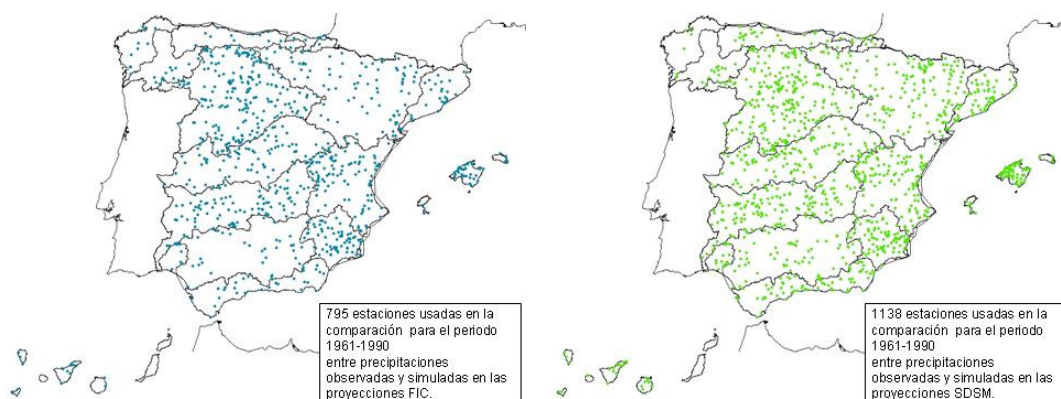 795 estaciones usadas en la
comparación para el periodo
1961-1990
entre precipitaciones
observadas y simuladas en las
proyecciones FIC.
1138 estaciones usadas en la
comparación para el periodo
1961-1990
entre precipitaciones
observadas y simuladas en las
proyecciones SDSM.